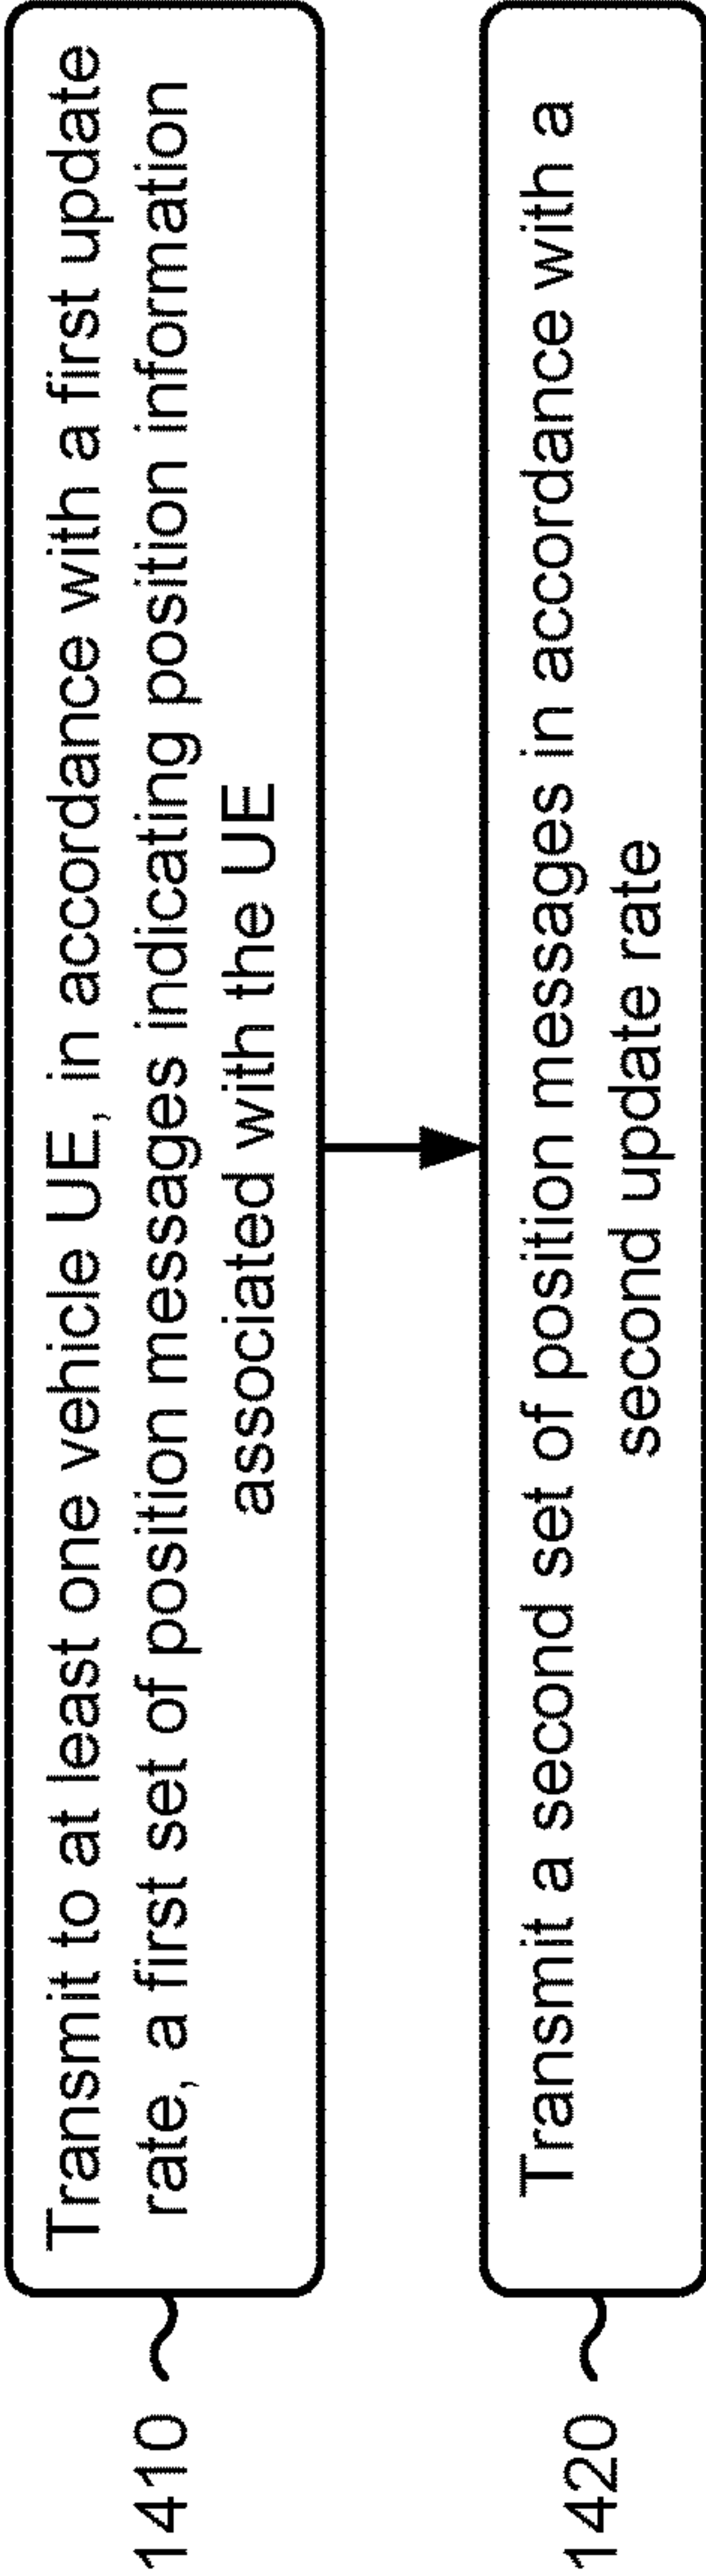 1410
Transmit to at least one vehicle UE, in accordance with a first update
rate, a first set of position messages indicating position information
associated with the UE
1420
Transmit a second set of position messages in accordance with a
second update rate